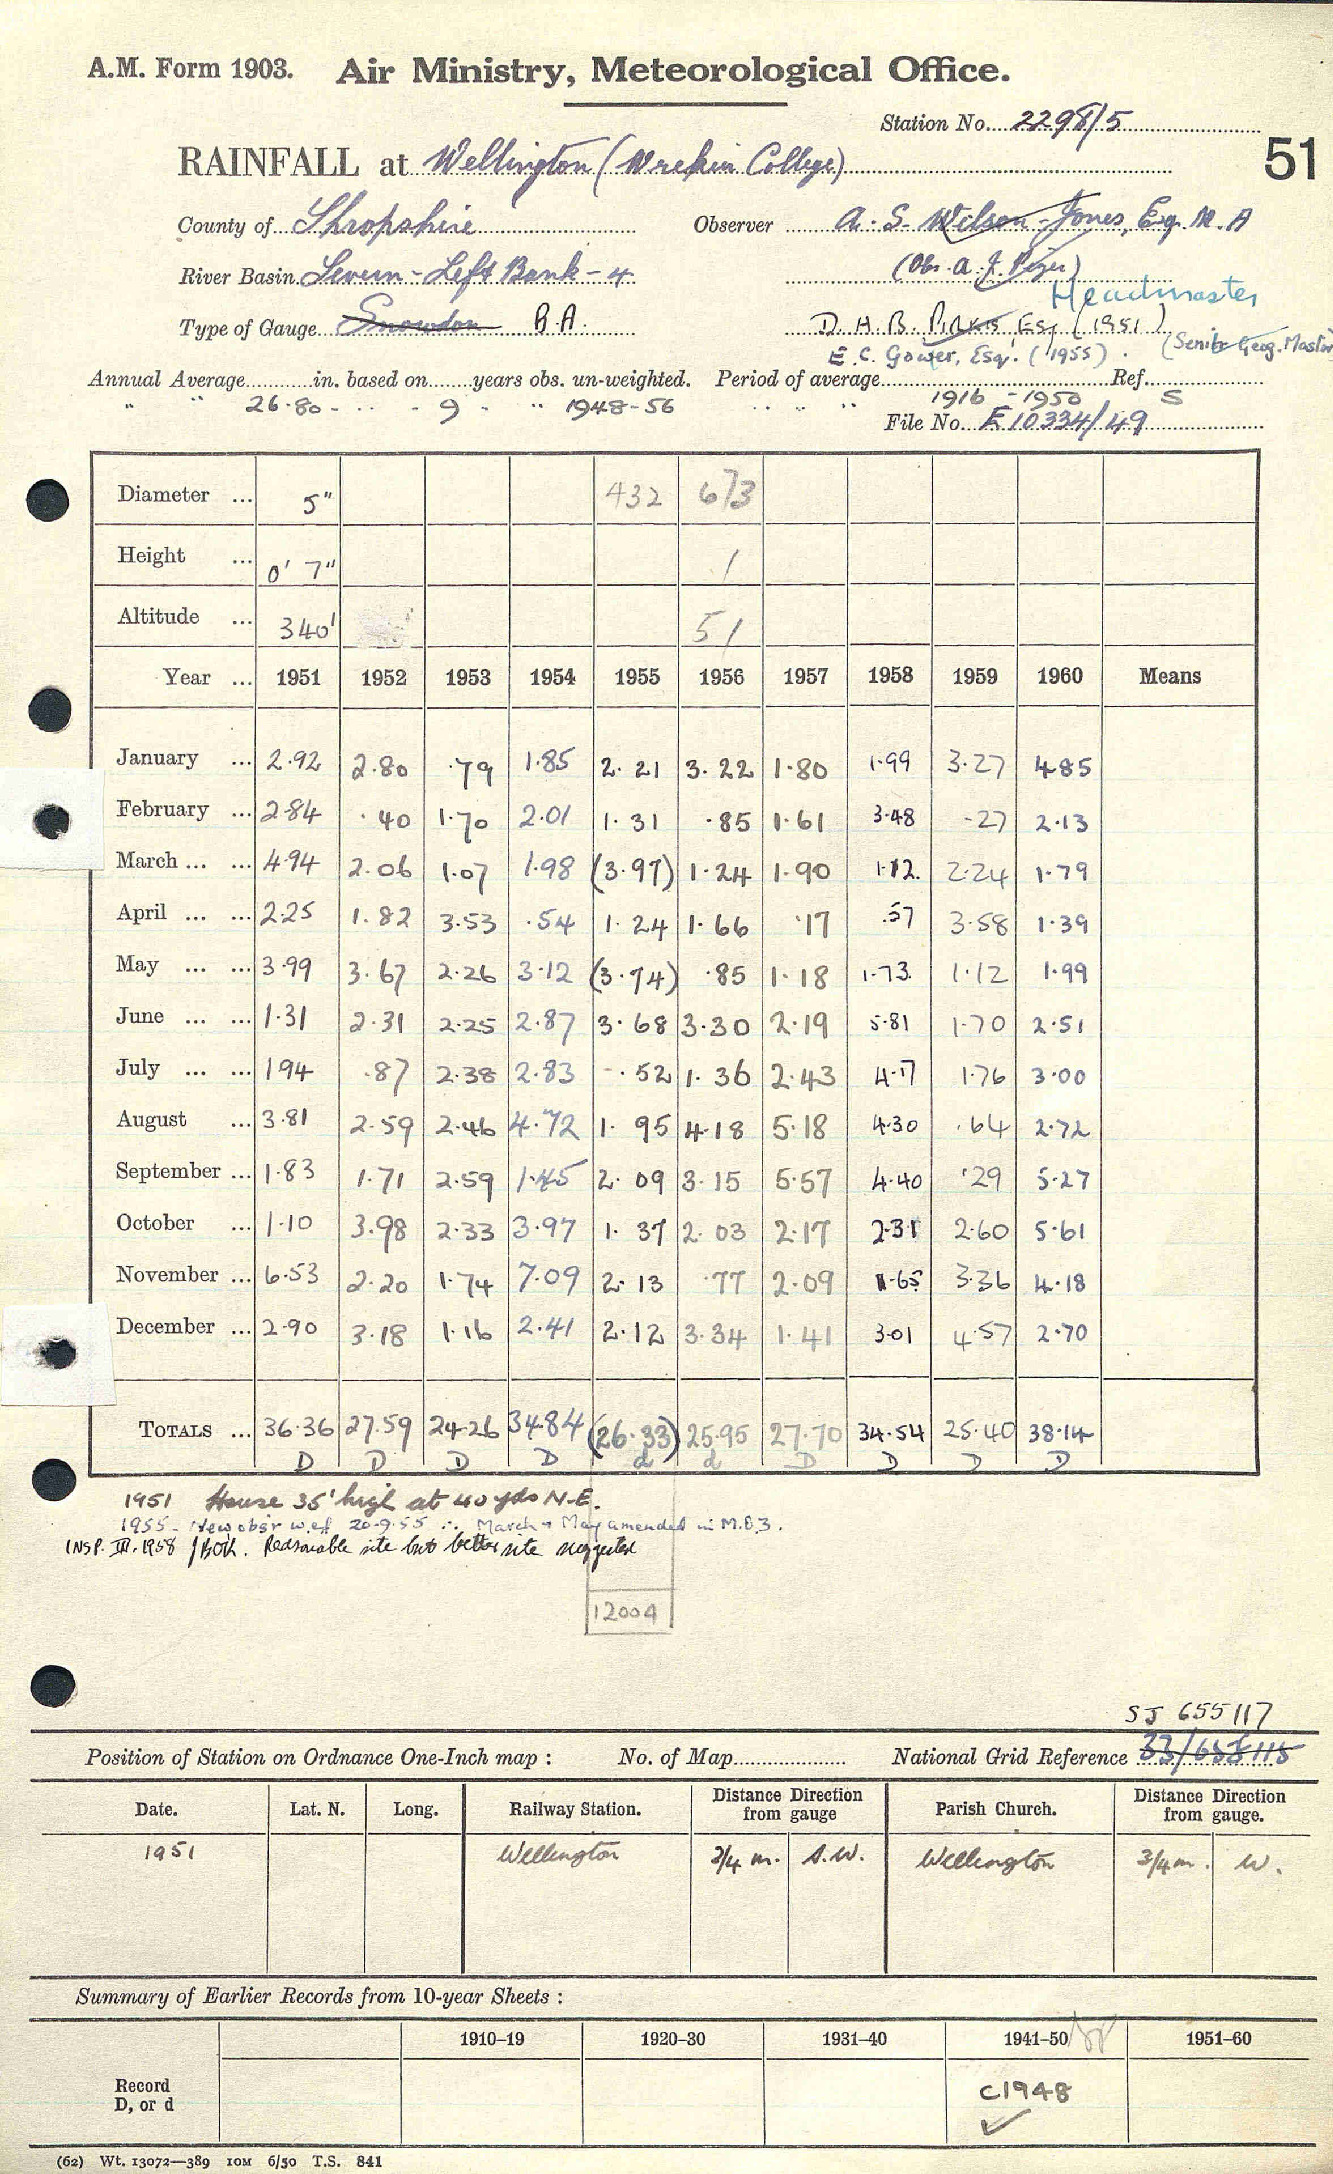 A.M. Form 1903. Air Ministry, Meteorological Office.
Station No. 2298/5
51
RAINFALL at Wellington (Wrekin College)
County of Shropshire Observer A. S. Wilson-Jones, Esq. M.A
River Basin Severn - Left Bank - 4 (Obs. A. J.
Headmaster
Type of Gauge Snowdon B.A. D. H. B. Pirkis Esq (1951)
E. C. Gower, Esq. (1955). (Senior Geog. Master
Annual Average in. based on years obs. un-weighted. Period of average Ref.
" " 26.80 - .. - 9 - .. 1948-56 .. .. .. 1916 - 1950 S
File No. E10334/49
Diameter ... 5" 432 673
Height ... 0' 7" 1
Altitude ... 340' 51
Year ... 1951 1952 1953 1954 1955 1956 1957 1958 1959 1960 Means
January ... 2.92 2.80 .79 1.85 2.21 3.22 1.80 1.99 3.27 4.85
February ... 2.84 .40 1.70 2.01 1.31 .85 1.61 3.48 .27 2.13
March ... ... 4.94 2.06 1.07 1.98 (3.97) 1.24 1.90 1.12 2.24 1.79
April ... ... 2.25 1.82 3.53 .54 1.24 1.66 .17 .57 3.58 1.39
May ... ... 3.99 3.67 2.26 3.12 (3.74) .85 1.18 1.73 1.12 1.99
June ... ... 1.31 2.31 2.25 2.87 3.68 3.30 2.19 5.81 1.70 2.51
July ... ... 1.94 .87 2.38 2.83 .52 1.36 2.43 4.17 1.76 3.00
August ... 3.81 2.59 2.46 4.72 1.95 4.18 5.18 4.30 .64 2.72
September ... 1.83 1.71 2.59 1.45 2.09 3.15 5.57 4.40 .29 5.27
October ... 1.10 3.98 2.33 3.97 1.37 2.03 2.17 2.31 2.60 5.61
November ... 6.53 2.20 1.74 7.09 2.13 .77 2.09 1.65 3.36 4.18
December ... 2.90 3.18 1.16 2.41 2.12 3.34 1.41 3.01 4.57 2.70
TOTALS ... 36.36 27.59 24.26 34.84 (26.33) 25.95 27.70 34.54 25.40 38.14
D D D D d d D D D D
1951 House 35' high at 40 yds N.E.
1955 - New obsr w.ef 20-9-55 ∴ March + May amended in M.O.3.
INSP. III. 1958 Reasonable site but better site suggested
12004
SJ 655117
Position of Station on Ordnance One-Inch map : No. of Map National Grid Reference 33/658115
Date. Lat. N. Long. Railway Station. Distance Direction from gauge Parish Church. Distance Direction from gauge.
1951 Wellington 3/4 m. S.W. Wellington 3/4 m. W.
Summary of Earlier Records from 10-year Sheets :
1910-19 1920-30 1931-40 1941-50 1951-60
Record D, or d C1948
(62) Wt. 13072—389 10M 6/50 T.S. 841